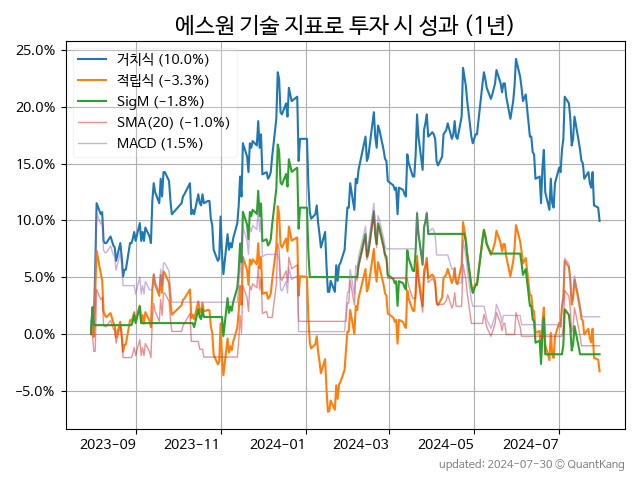 에스원 기술 지표로 투자 시 성과 (1년)
25.0%
20.0%
15.0%
10.0%
5.0%
0.0%
−5.0%
거치식 (10.0%)
적립식 (-3.3%)
SigM (-1.8%)
SMA(20) (-1.0%)
MACD (1.5%)
2023-09 2023-11 2024-01 2024-03 2024-05 2024-07
updated: 2024-07-30 © QuantKang